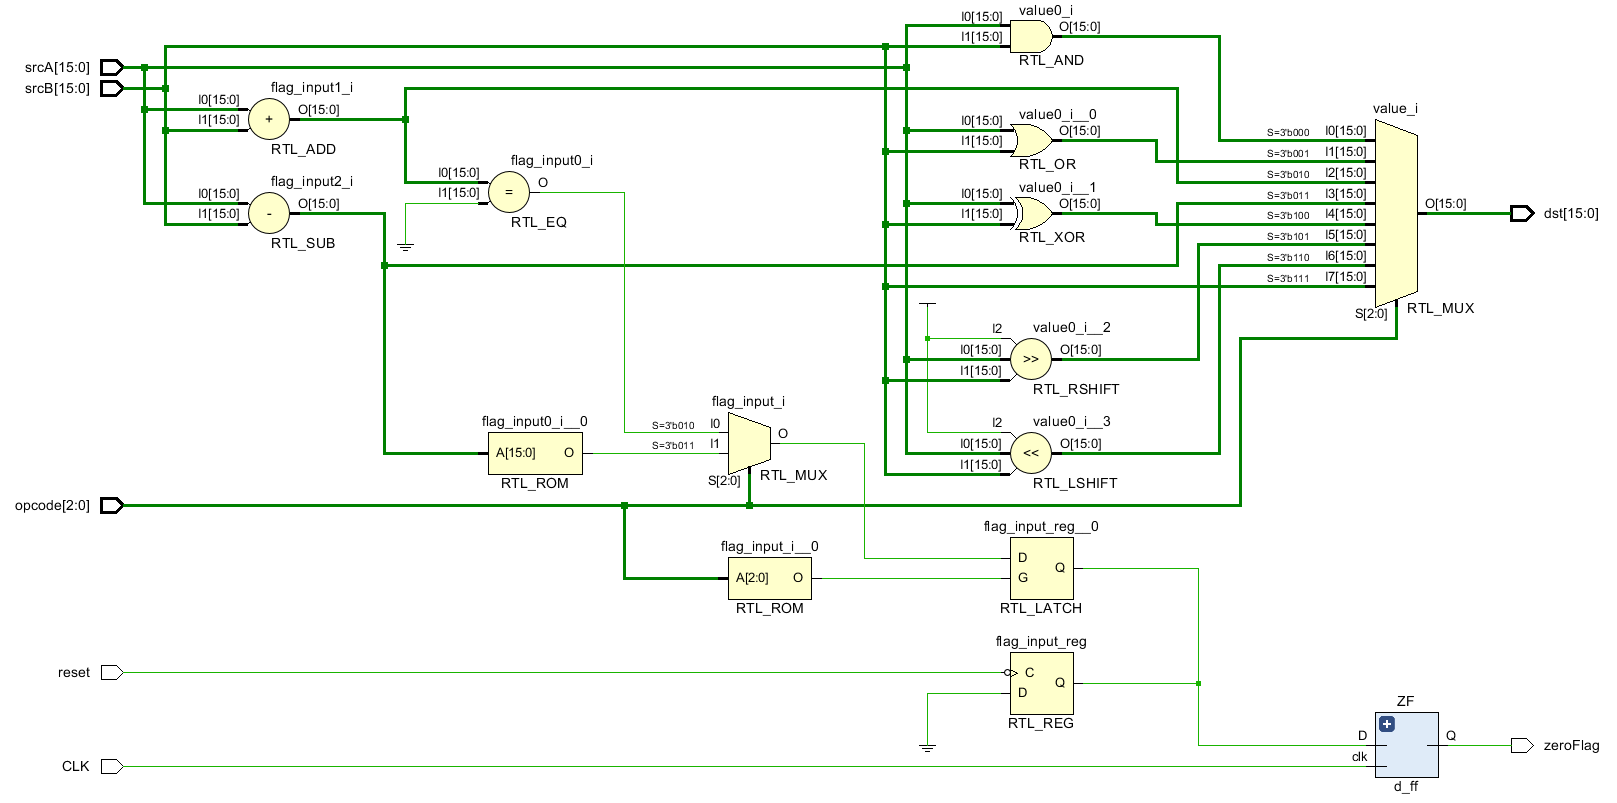 value0_i
I0[15:0]
I1[15:0]
O[15:0]
RTL_AND
srcA[15:0]
srcB[15:0]
flag_input1_i
I0[15:0]
I1[15:0]
+
O[15:0]
RTL_ADD
value0_i__0
I0[15:0]
I1[15:0]
O[15:0]
RTL_OR
flag_input0_i
I0[15:0]
I1[15:0]
=
O
RTL_EQ
flag_input2_i
I0[15:0]
I1[15:0]
-
O[15:0]
RTL_SUB
value0_i__1
I0[15:0]
I1[15:0]
O[15:0]
RTL_XOR
value_i
S=3'b000 I0[15:0]
S=3'b001 I1[15:0]
S=3'b010 I2[15:0]
S=3'b011 I3[15:0]
S=3'b100 I4[15:0]
S=3'b101 I5[15:0]
S=3'b110 I6[15:0]
S=3'b111 I7[15:0]
S[2:0]
O[15:0]
RTL_MUX
dst[15:0]
value0_i__2
I2
I0[15:0]
I1[15:0]
>>
O[15:0]
RTL_RSHIFT
value0_i__3
I2
I0[15:0]
I1[15:0]
<<
O[15:0]
RTL_LSHIFT
flag_input0_i__0
A[15:0] O
RTL_ROM
flag_input_i
S=3'b010 I0
S=3'b011 I1
S[2:0]
O
RTL_MUX
opcode[2:0]
flag_input_i__0
A[2:0] O
RTL_ROM
flag_input_reg__0
D
G
Q
RTL_LATCH
flag_input_reg
reset
C
D
Q
RTL_REG
ZF
D
clk
Q
d_ff
zeroFlag
CLK